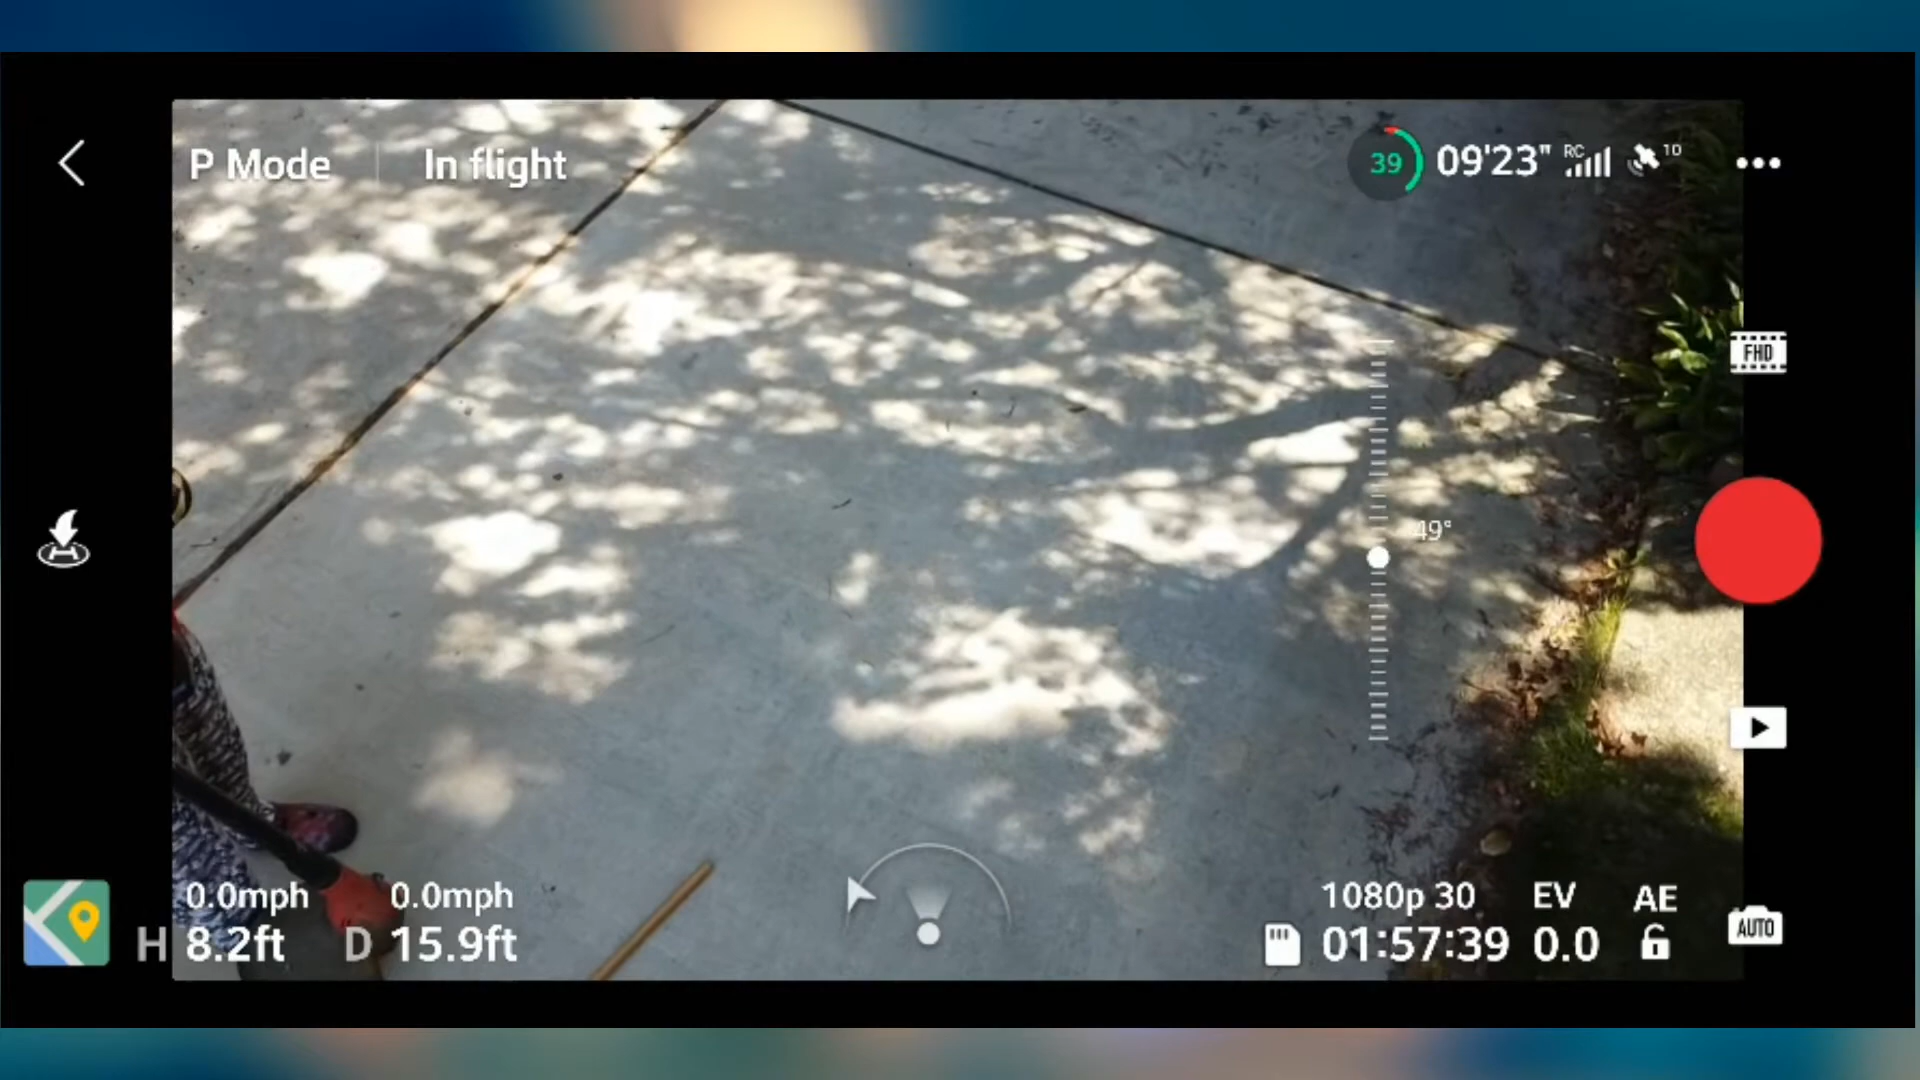 P Mode In flight
39 09'23" RC 10
FHD
49°
0.0mph 0.0mph
H 8.2ft D 15.9ft
1080p 30 EV AE
01:57:39 0.0
AUTO